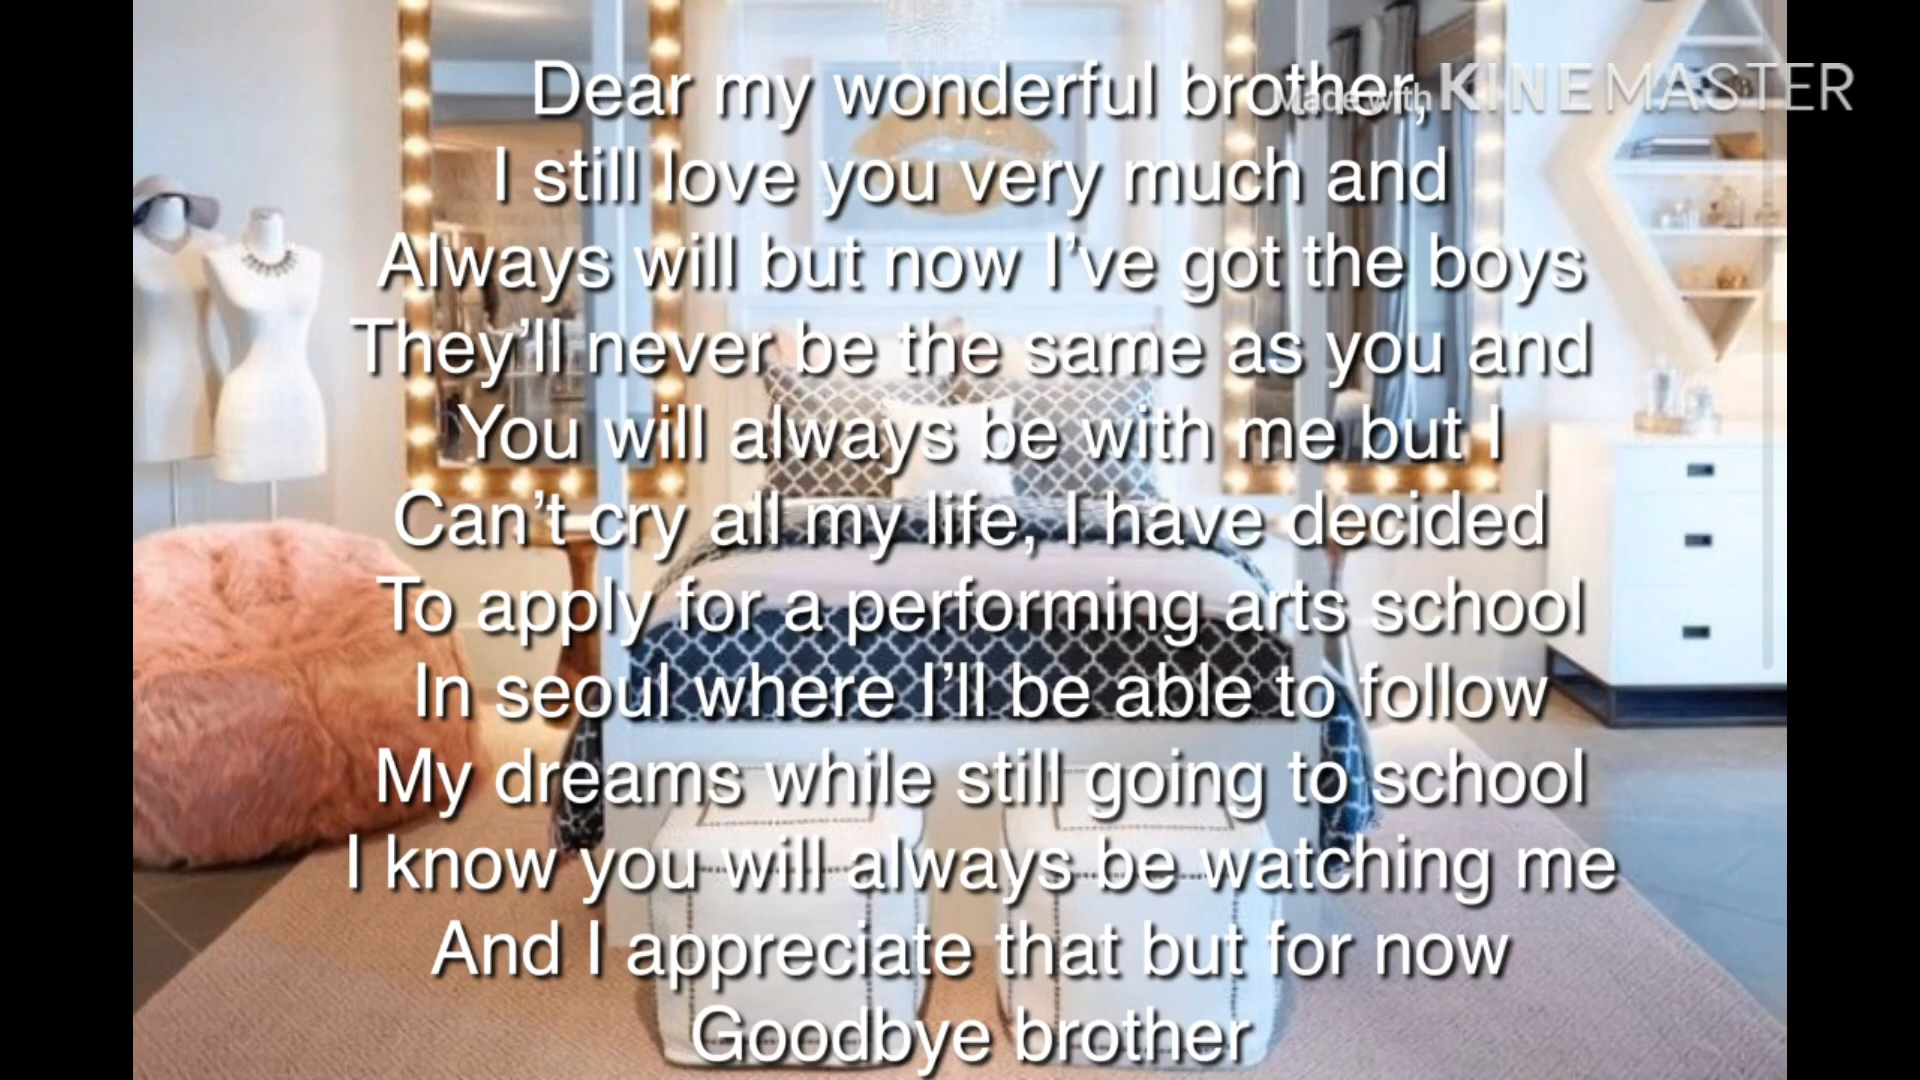 Dear my wonderful brother,
Made with KINEMASTER
I still love you very much and
Always will but now I've got the boys
They'll never be the same as you and
You will always be with me but I
Can't cry all my life, I have decided
To apply for a performing arts school
In seoul where I'll be able to follow
My dreams while still going to school
I know you will always be watching me
And I appreciate that but for now
Goodbye brother